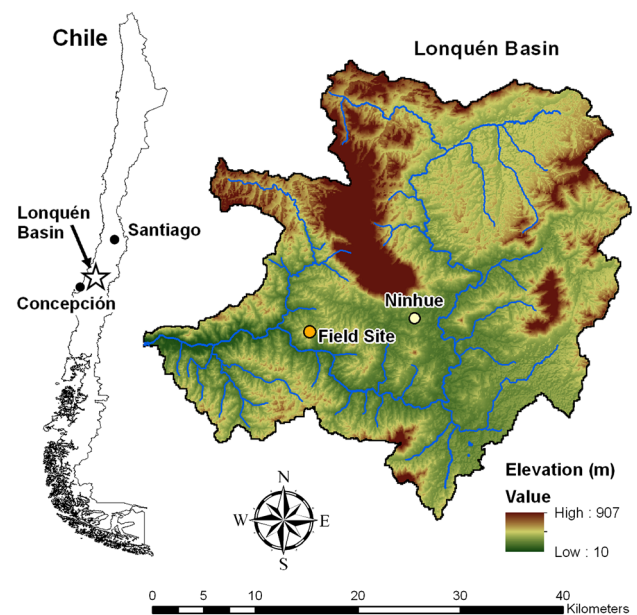 Chile
Lonquén Basin
Lonquén
Basin
Santiago
Concepción
Ninhue
Field Site
N
W
E
S
Elevation (m)
Value
High : 907
Low : 10
0 5 10 20 30 40
Kilometers